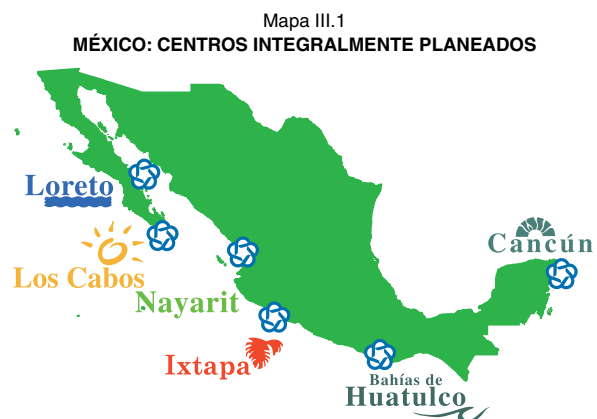 Mapa III.1
MÉXICO: CENTROS INTEGRALMENTE PLANEADOS
Loreto
Cancún
Los Cabos
Nayarit
Ixtapa
Bahías de
Huatulco